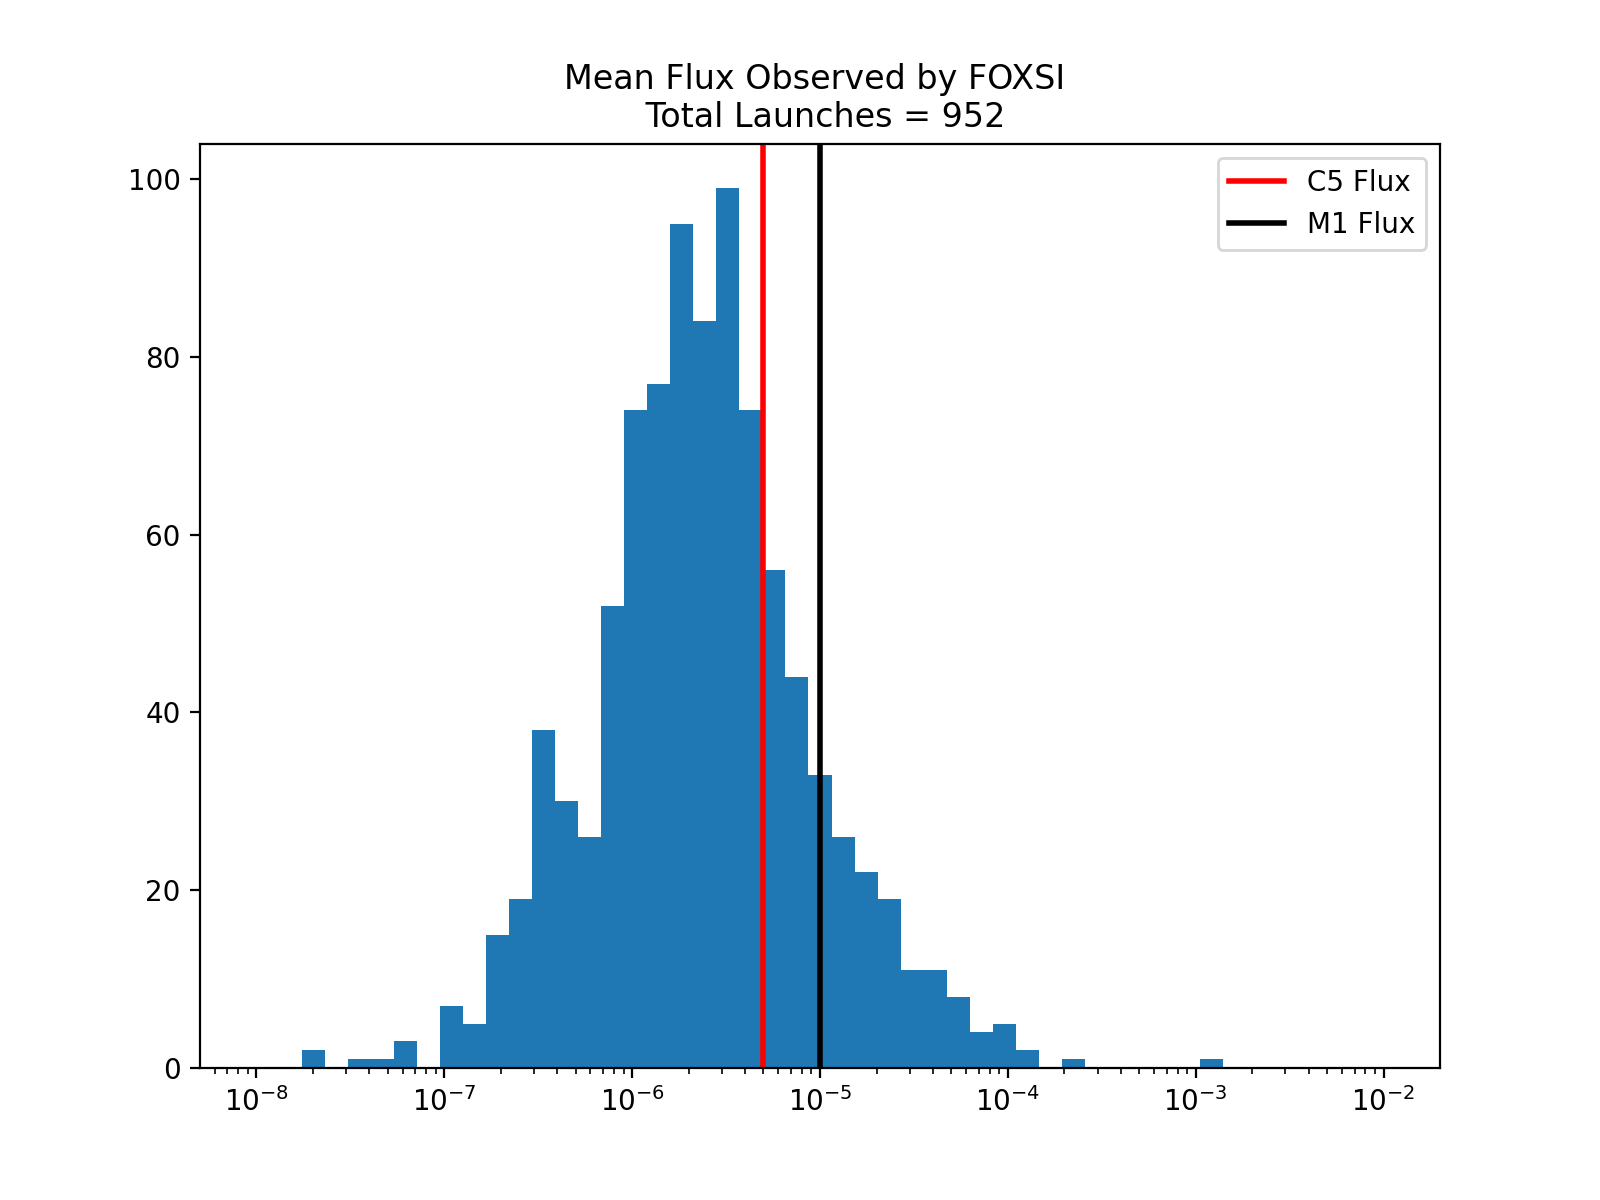 Mean Flux Observed by FOXSI
Total Launches = 952
C5 Flux
M1 Flux
100
80
60
40
20
0
10⁻⁸ 10⁻⁷ 10⁻⁶ 10⁻⁵ 10⁻⁴ 10⁻³ 10⁻²